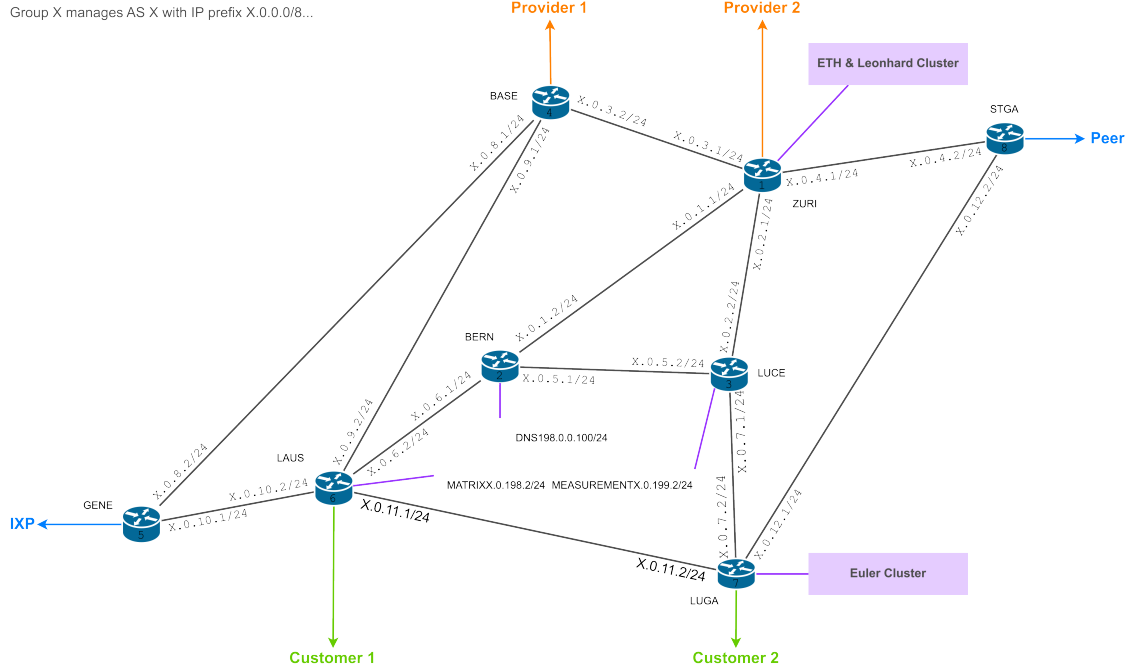 Group X manages AS X with IP prefix X.0.0.0/8...
Provider 1
Provider 2
ETH & Leonhard Cluster
BASE
4
X.0.3.2/24
STGA
8
Peer
X.0.8.1/24
X.0.9.1/24
X.0.3.1/24
1
X.0.4.1/24
X.0.4.2/24
ZURI
X.0.1.1/24
X.0.2.1/24
X.0.12.2/24
X.0.1.2/24
X.0.2.2/24
BERN
2
X.0.5.1/24
X.0.5.2/24
3
LUCE
X.0.6.1/24
X.0.9.2/24
X.0.6.2/24
X.0.7.1/24
DNS198.0.0.100/24
LAUS
6
X.0.8.2/24
X.0.10.2/24
MATRIXX.0.198.2/24
MEASUREMENTX.0.199.2/24
GENE
5
IXP
X.0.10.1/24
X.0.11.1/24
X.0.7.2/24
X.0.12.1/24
X.0.11.2/24
7
LUGA
Euler Cluster
Customer 1
Customer 2